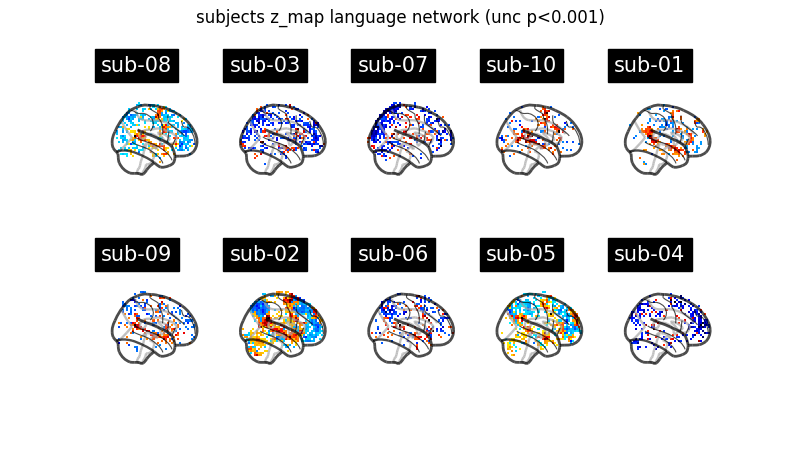 subjects z_map language network (unc p<0.001)
sub-08 sub-03 sub-07 sub-10 sub-01
sub-09 sub-02 sub-06 sub-05 sub-04